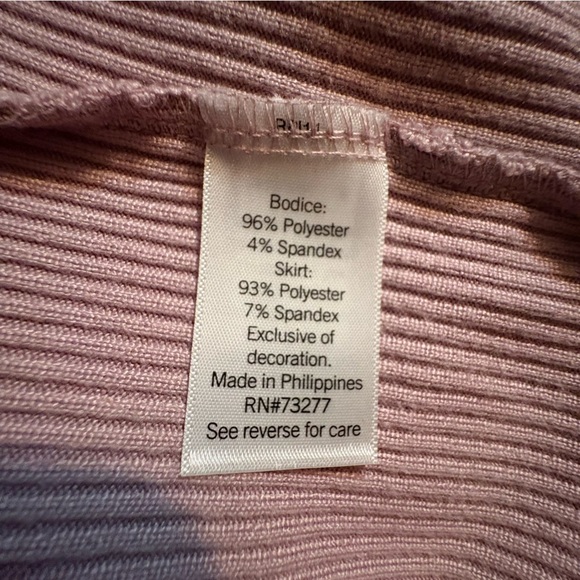 Bodice:
96% Polyester
4% Spandex
Skirt:
93% Polyester
7% Spandex
Exclusive of
decoration.
Made in Philippines
RN#73277
See reverse for care